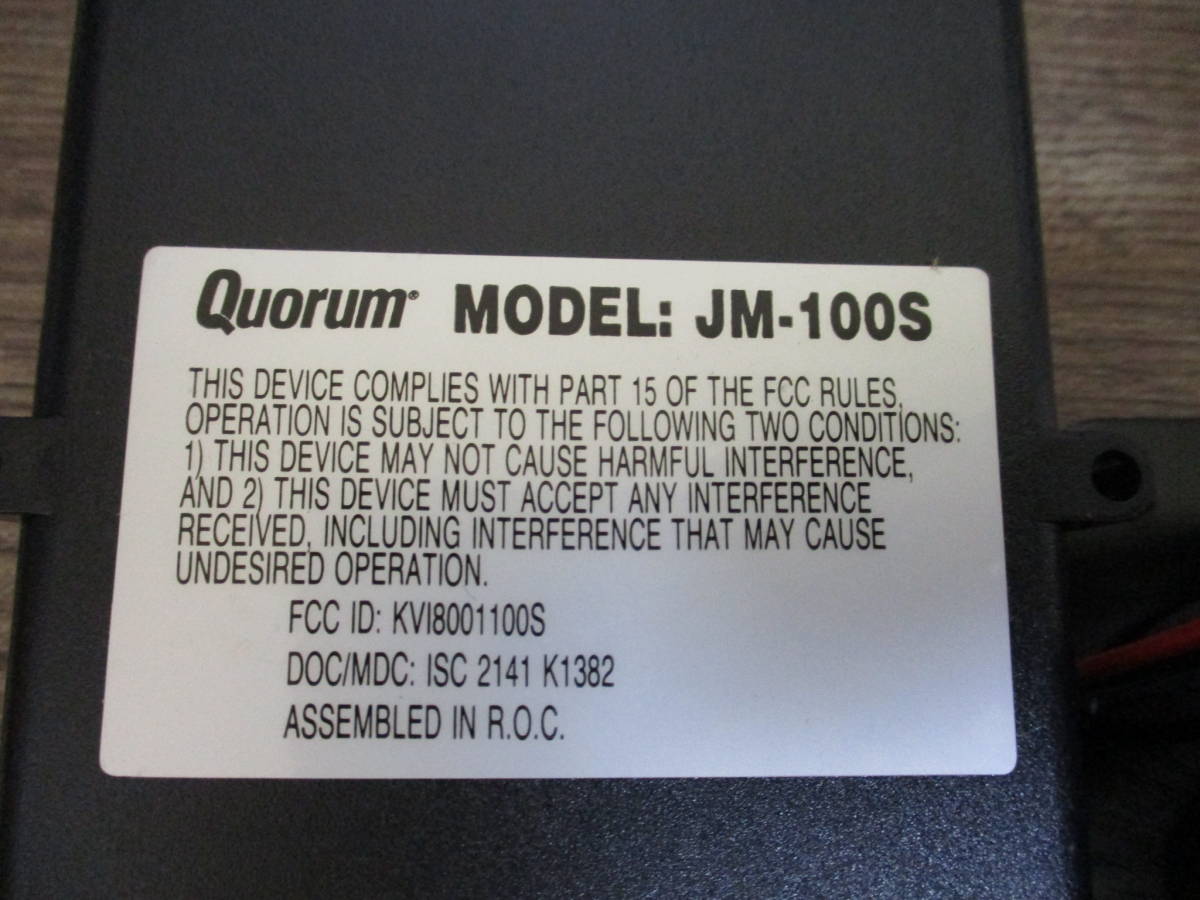 Quorum® MODEL: JM-100S
THIS DEVICE COMPLIES WITH PART 15 OF THE FCC RULES,
OPERATION IS SUBJECT TO THE FOLLOWING TWO CONDITIONS:
1) THIS DEVICE MAY NOT CAUSE HARMFUL INTERFERENCE,
AND 2) THIS DEVICE MUST ACCEPT ANY INTERFERENCE
RECEIVED, INCLUDING INTERFERENCE THAT MAY CAUSE
UNDESIRED OPERATION.
FCC ID: KVI8001100S
DOC/MDC: ISC 2141 K1382
ASSEMBLED IN R.O.C.